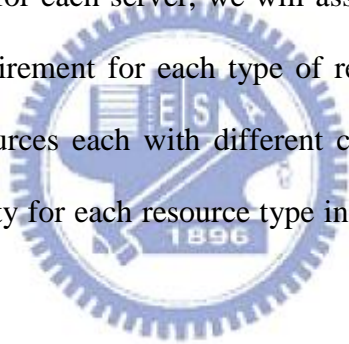 for each server, we will ass
irement for each type of re
urces each with different c
ty for each resource type in
E S
1896